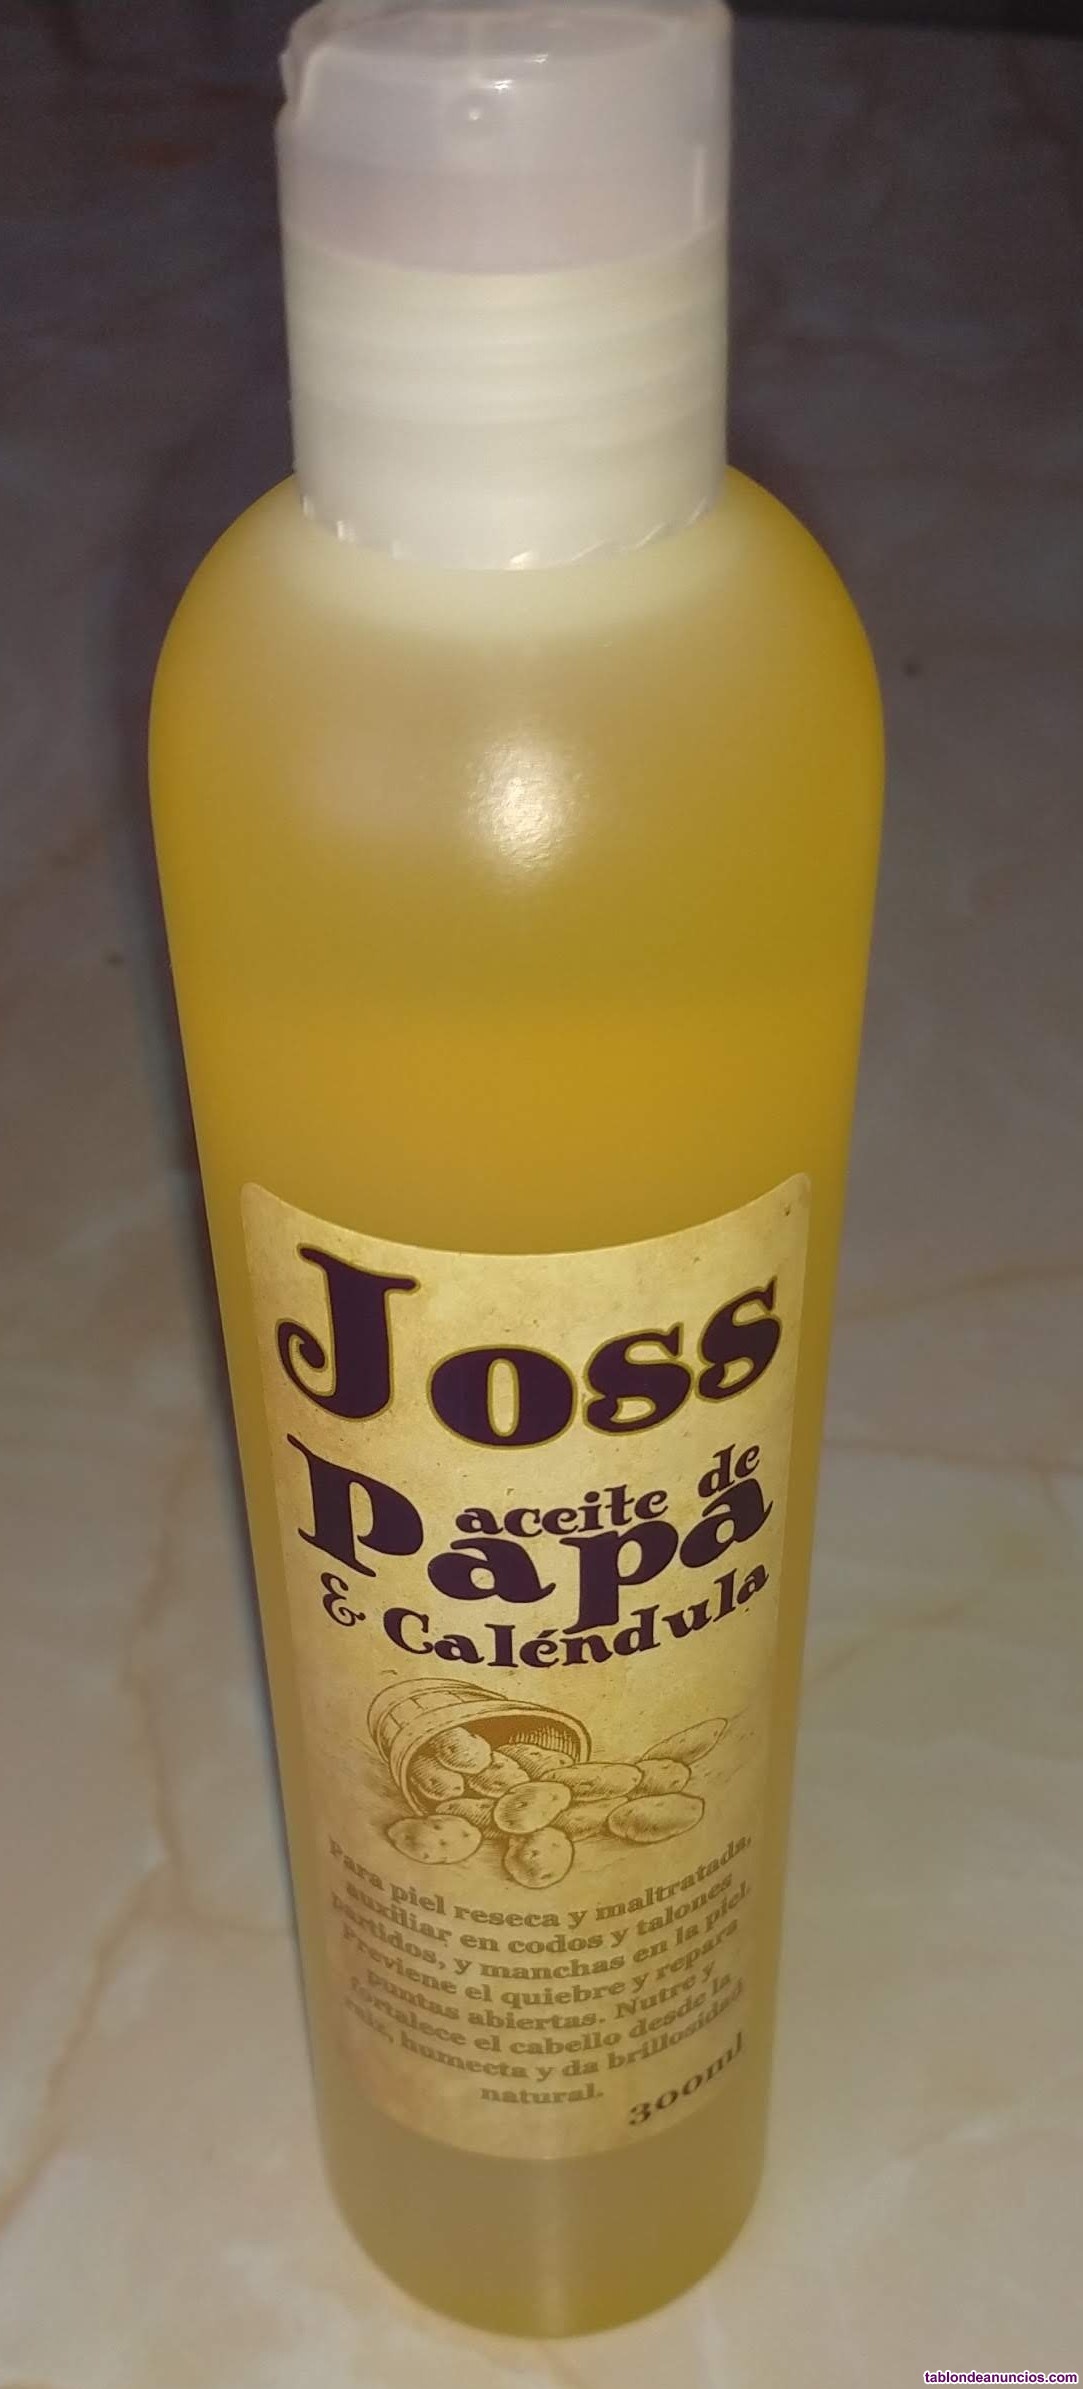 Joss
aceite de
Papa
& Caléndula
Para piel reseca y maltratada,
auxiliar en codos y talones
partidos, y manchas en la piel.
Previene el quiebre y repara
puntas abiertas. Nutre y
fortalece el cabello desde la
raiz, humecta y da brillosidad
natural.
300ml
tablondeanuncios.com